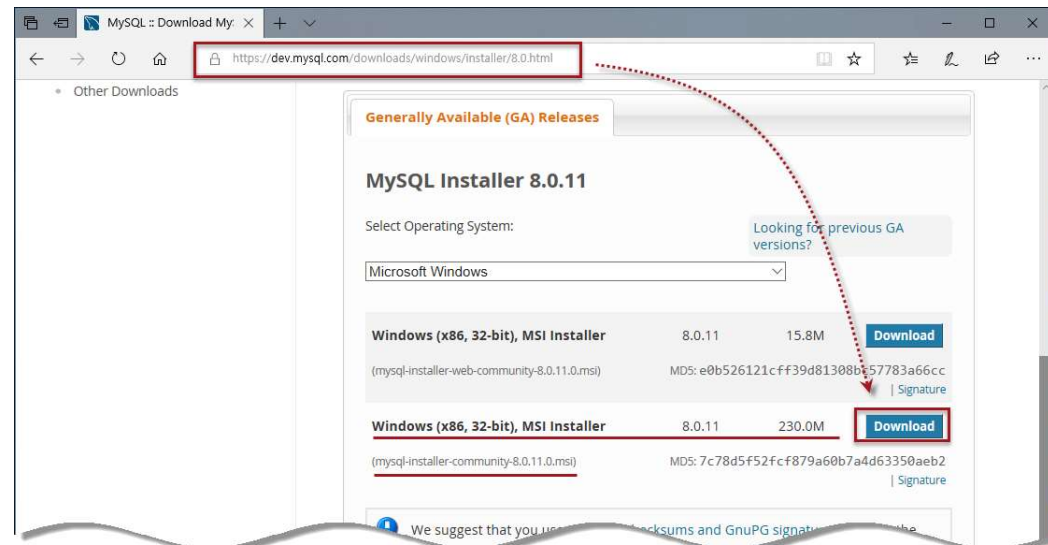 MySQL :: Download My:
https://dev.mysql.com/downloads/windows/installer/8.0.html
Other Downloads
Generally Available (GA) Releases
MySQL Installer 8.0.11
Select Operating System:
Looking for previous GA
versions?
Microsoft Windows
Windows (x86, 32-bit), MSI Installer 8.0.11 15.8M Download
(mysql-installer-web-community-8.0.11.0.msi) MD5:
| Signature
Windows (x86, 32-bit), MSI Installer 8.0.11 230.0M Download
(mysql-installer-community-8.0.11.0.msi) MD5: 7c78d5f52fcf879a60b7a4d63350aeb2
| Signature
We suggest that you and GnuPG the